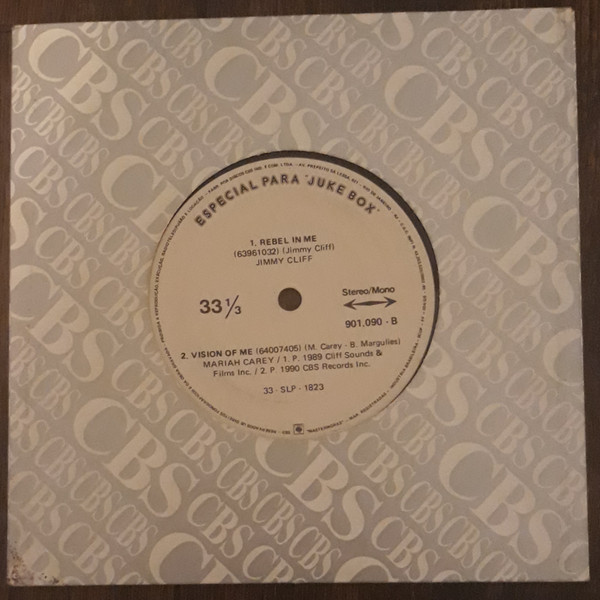 ESPECIAL PARA "JUKE BOX"
1. REBEL IN ME
(63961032) (Jimmy Cliff)
JIMMY CLIFF
33 1/3
Stereo/Mono
901.090 - B
2. VISION OF ME (64007405) (M. Carey - B. Margulies)
MARIAH CAREY / 1. P. 1989 Cliff Sounds &
Films Inc. / 2. P. 1990 CBS Records Inc.
33 - SLP - 1823
CBS CBS CBS CBS CBS